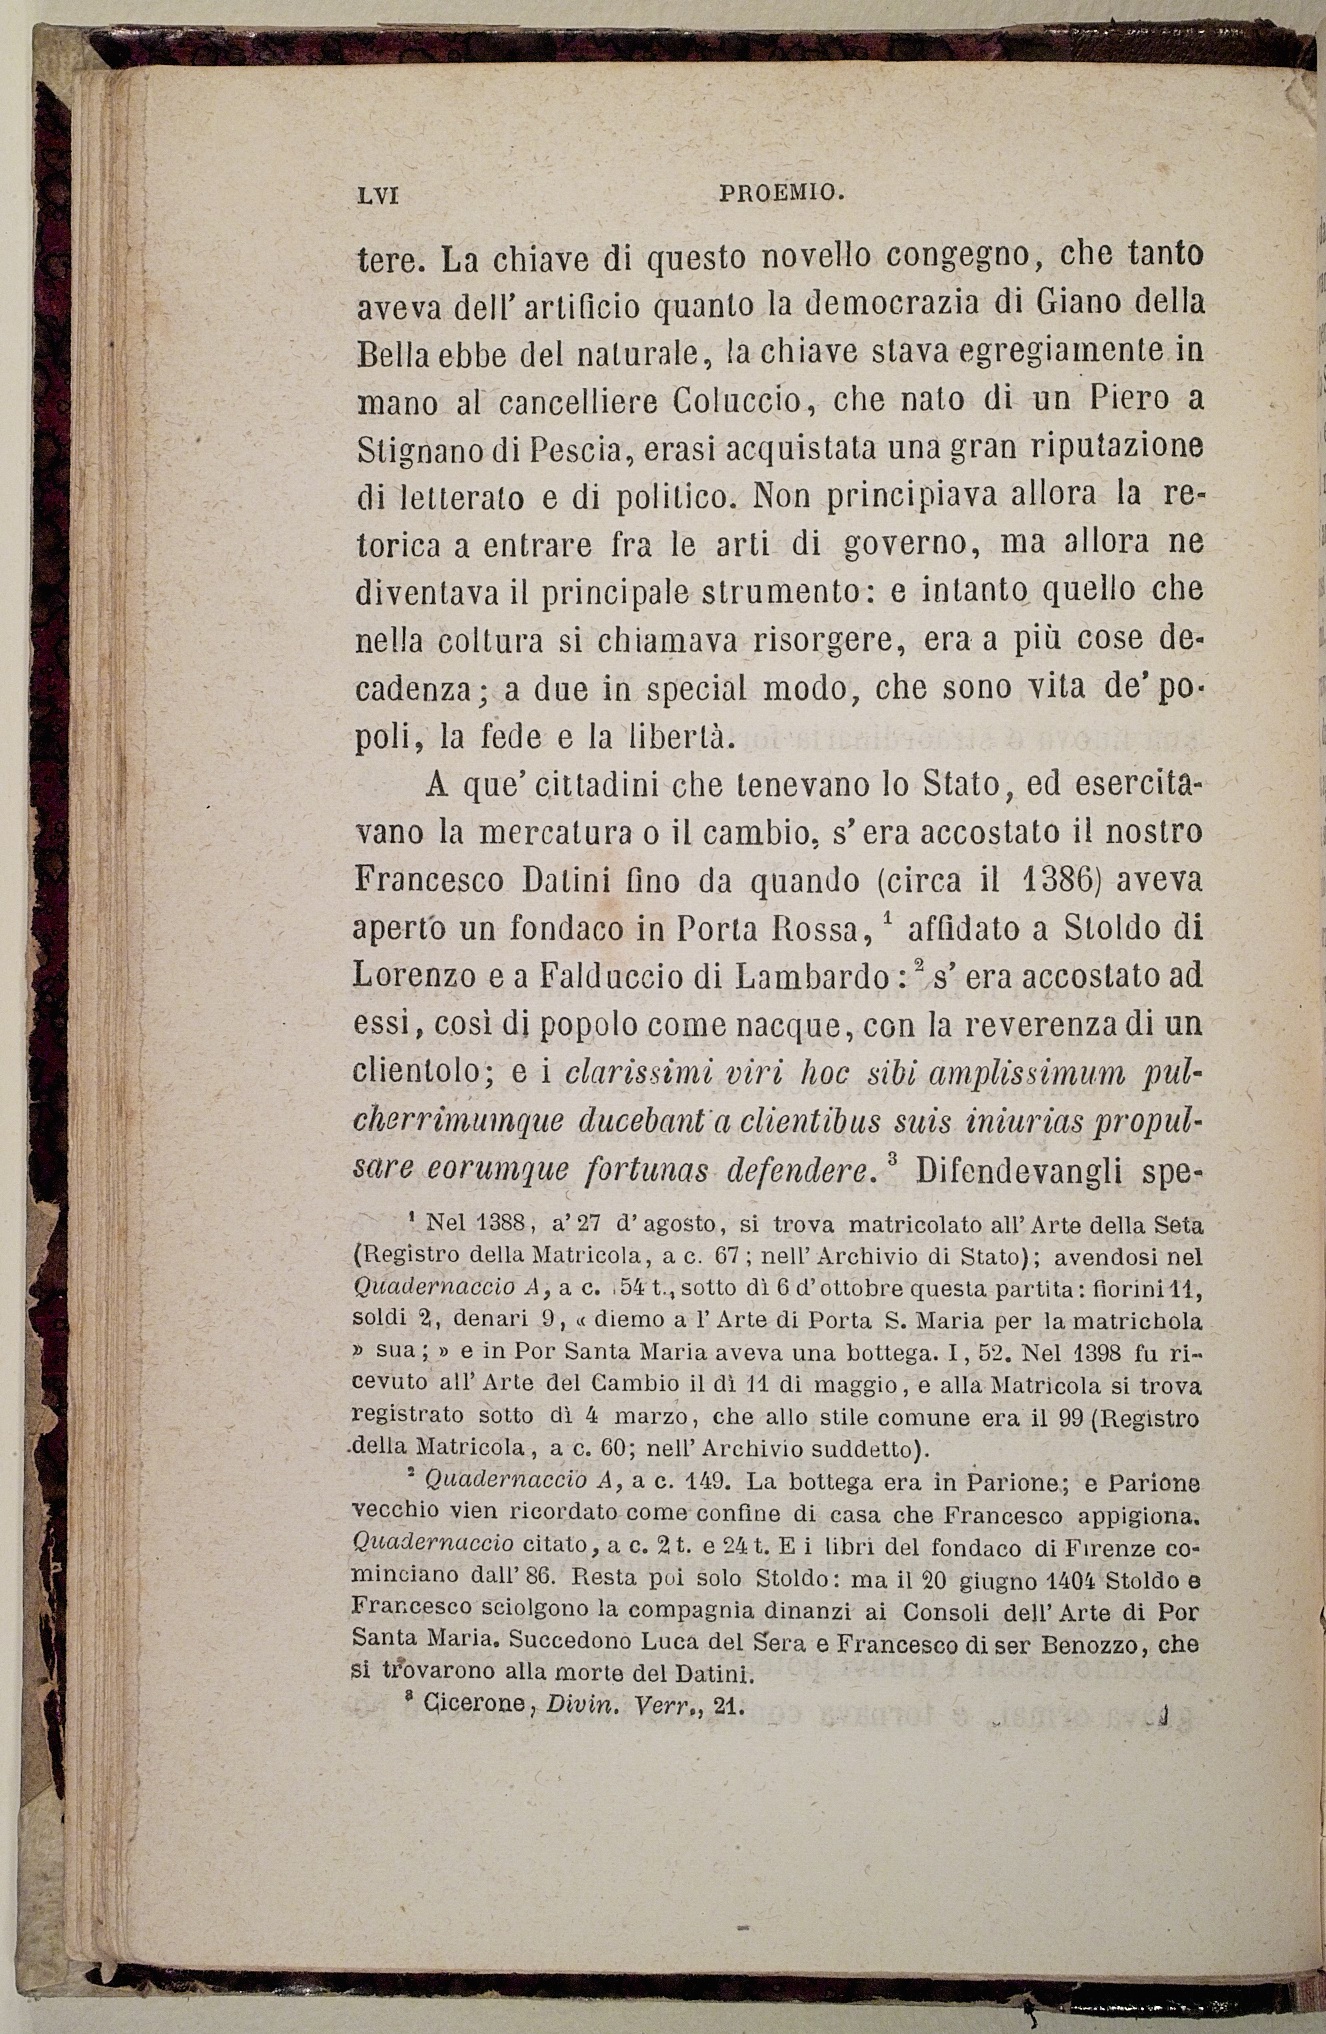 LVI PROEMIO.
tere. La chiave di questo novello congegno, che tanto
aveva dell' artificio quanto la democrazia di Giano della
Bella ebbe del naturale, la chiave stava egregiamente in
mano al cancelliere Coluccio, che nato di un Piero a
Stignano di Pescia, erasi acquistata una gran riputazione
di letterato e di politico. Non principiava allora la re-
torica a entrare fra le arti di governo, ma allora ne
diventava il principale strumento: e intanto quello che
nella coltura si chiamava risorgere, era a più cose de-
cadenza; a due in special modo, che sono vita de' po-
poli, la fede e la libertà.
A que' cittadini che tenevano lo Stato, ed esercita-
vano la mercatura o il cambio, s' era accostato il nostro
Francesco Datini fino da quando (circa il 1386) aveva
aperto un fondaco in Porta Rossa, ¹ affidato a Stoldo di
Lorenzo e a Falduccio di Lambardo: ² s' era accostato ad
essi, così di popolo come nacque, con la reverenza di un
clientolo; e i clarissimi viri hoc sibi amplissimum pul-
cherrimumque ducebant a clientibus suis iniurias propul-
sare eorumque fortunas defendere. ³ Difendevangli spe-
¹ Nel 1388, a' 27 d' agosto, si trova matricolato all' Arte della Seta
(Registro della Matricola, a c. 67; nell' Archivio di Stato); avendosi nel
Quadernaccio A, a c. 54 t., sotto dì 6 d' ottobre questa partita: fiorini 11,
soldi 2, denari 9, « diemo a l' Arte di Porta S. Maria per la matrichola
» sua; » e in Por Santa Maria aveva una bottega. I, 52. Nel 1398 fu ri-
cevuto all' Arte del Cambio il dì 11 di maggio, e alla Matricola si trova
registrato sotto dì 4 marzo, che allo stile comune era il 99 (Registro
della Matricola, a c. 60; nell' Archivio suddetto).
² Quadernaccio A, a c. 149. La bottega era in Parione; e Parione
vecchio vien ricordato come confine di casa che Francesco appigiona.
Quadernaccio citato, a c. 2 t. e 24 t. E i libri del fondaco di Firenze co-
minciano dall' 86. Resta poi solo Stoldo: ma il 20 giugno 1404 Stoldo e
Francesco sciolgono la compagnia dinanzi ai Consoli dell' Arte di Por
Santa Maria. Succedono Luca del Sera e Francesco di ser Benozzo, che
si trovarono alla morte del Datini.
³ Cicerone, Divin. Verr., 21.